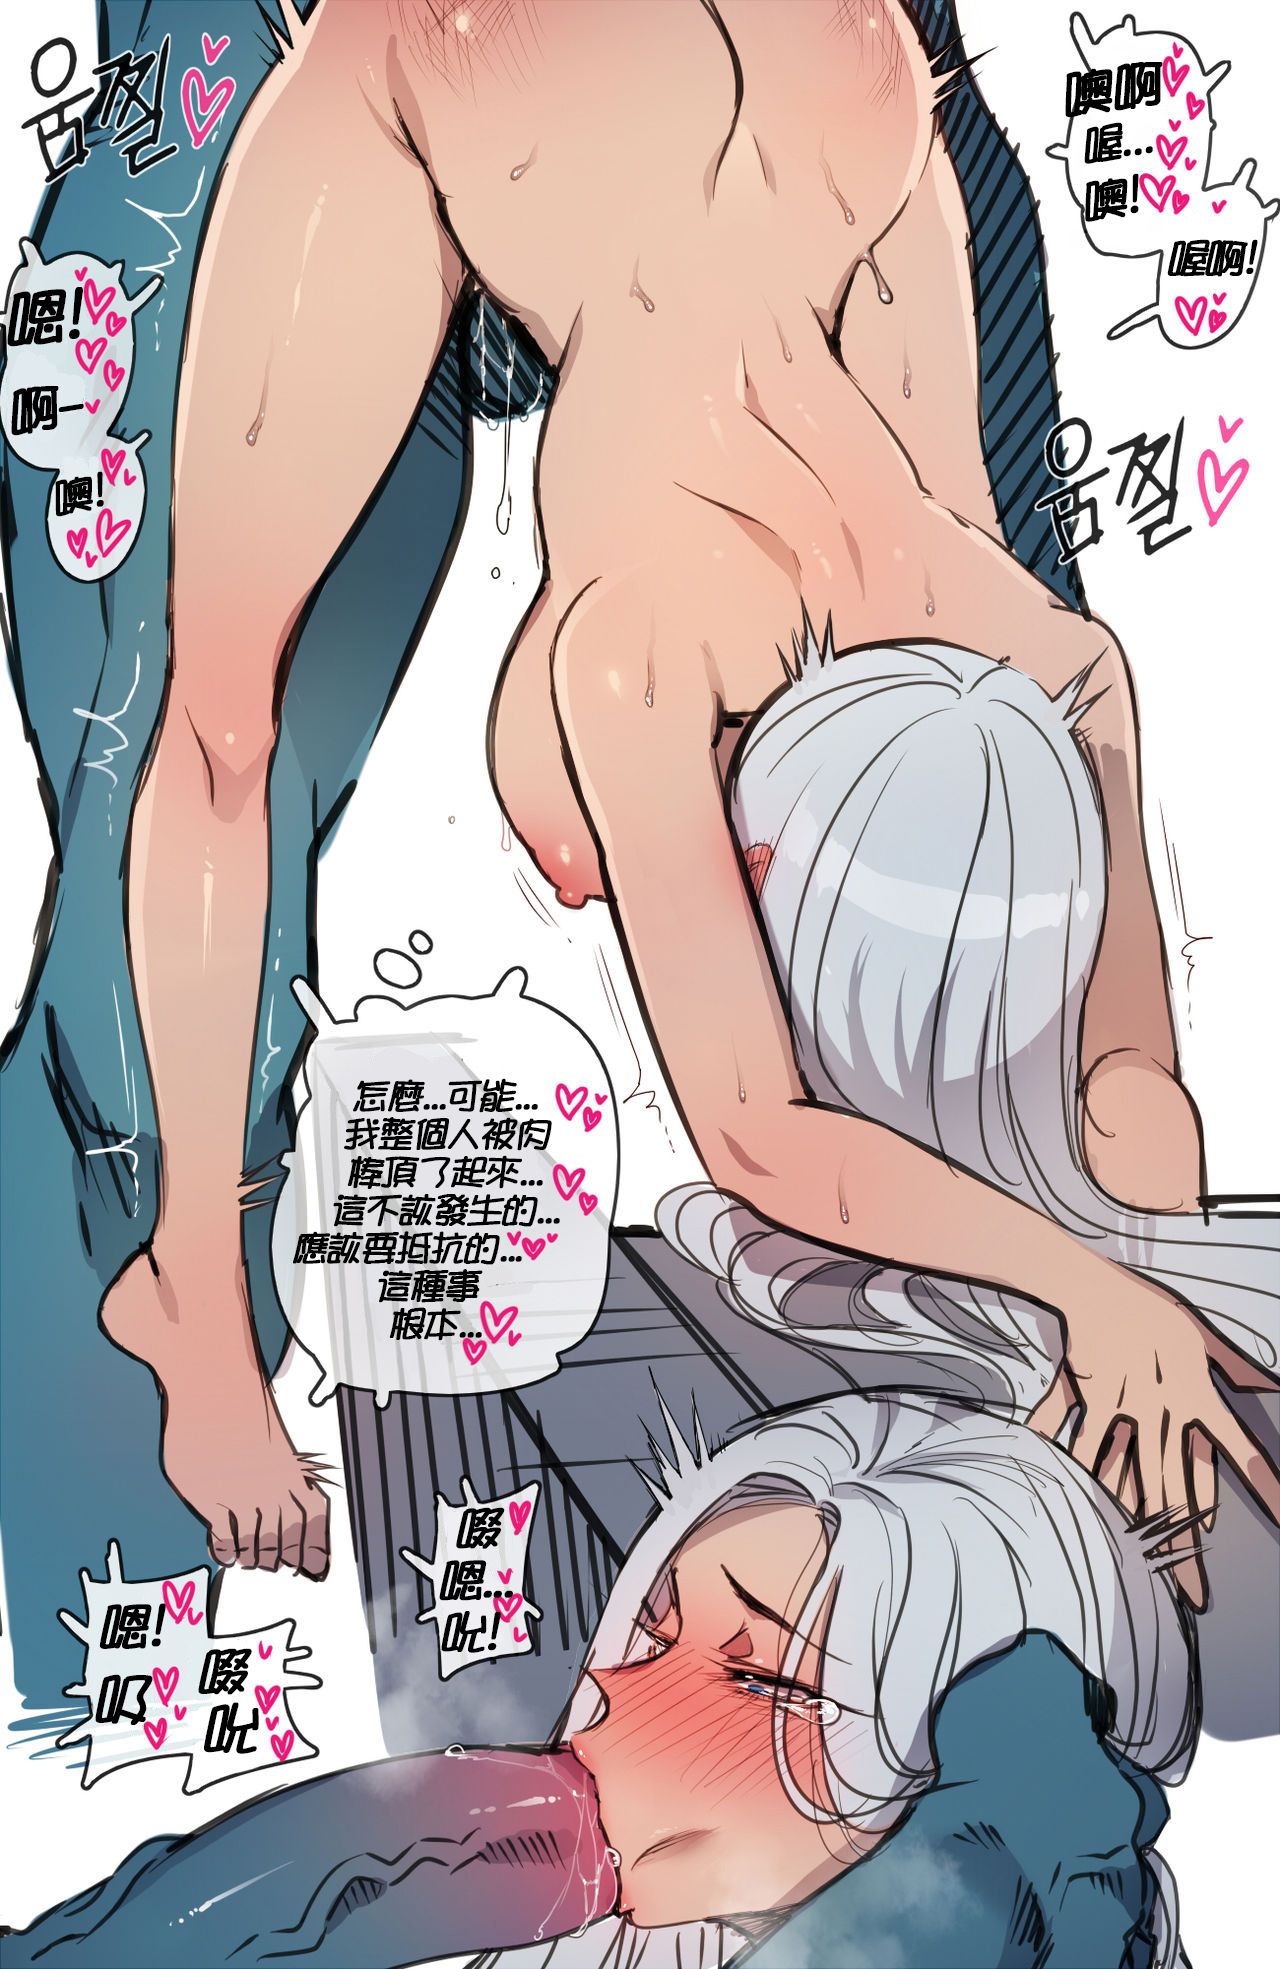 움찔
噢啊
喔...
噢!
喔啊!
嗯!
啊—
噢!
움찔
怎麼...可能...
我整個人被肉
棒頂了起來...
這不該發生的...
應該要抵抗的...
這種事
根本...
啜
嗯...
吮!
嗯!
啜
吮